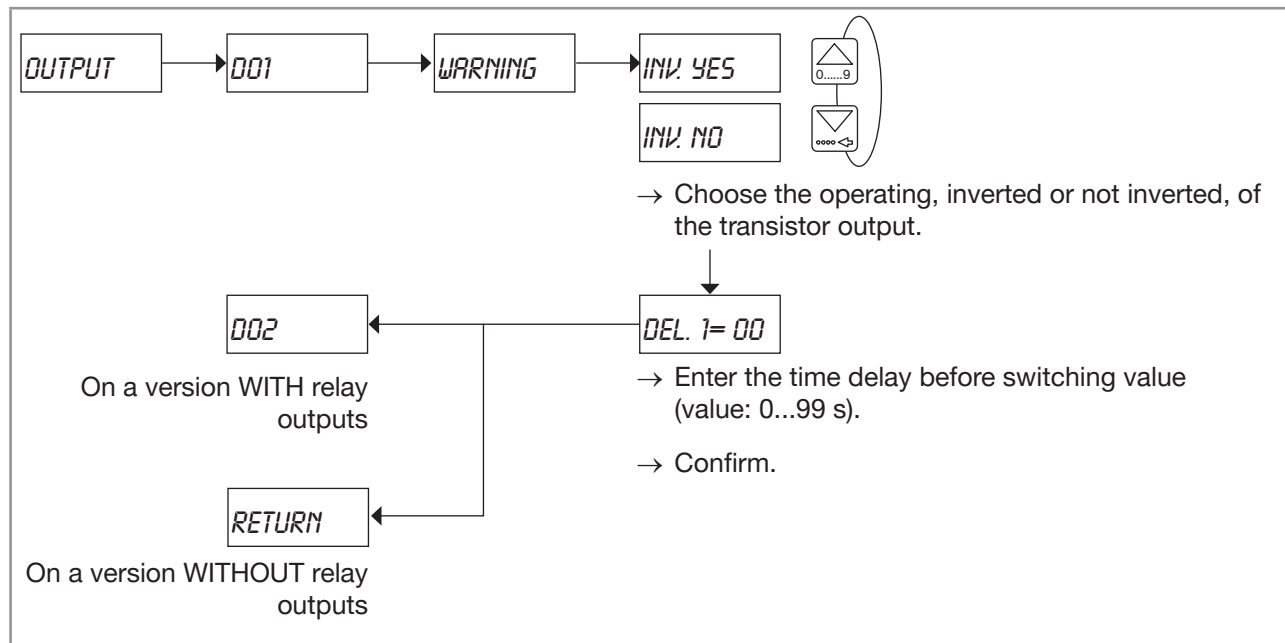 OUTPUT
DO1
WARNING
INV. YES
0......9
INV. NO
→ Choose the operating, inverted or not inverted, of
the transistor output.
DO2
DEL. 1= 00
On a version WITH relay
outputs
→ Enter the time delay before switching value
(value: 0...99 s).
→ Confirm.
RETURN
On a version WITHOUT relay
outputs